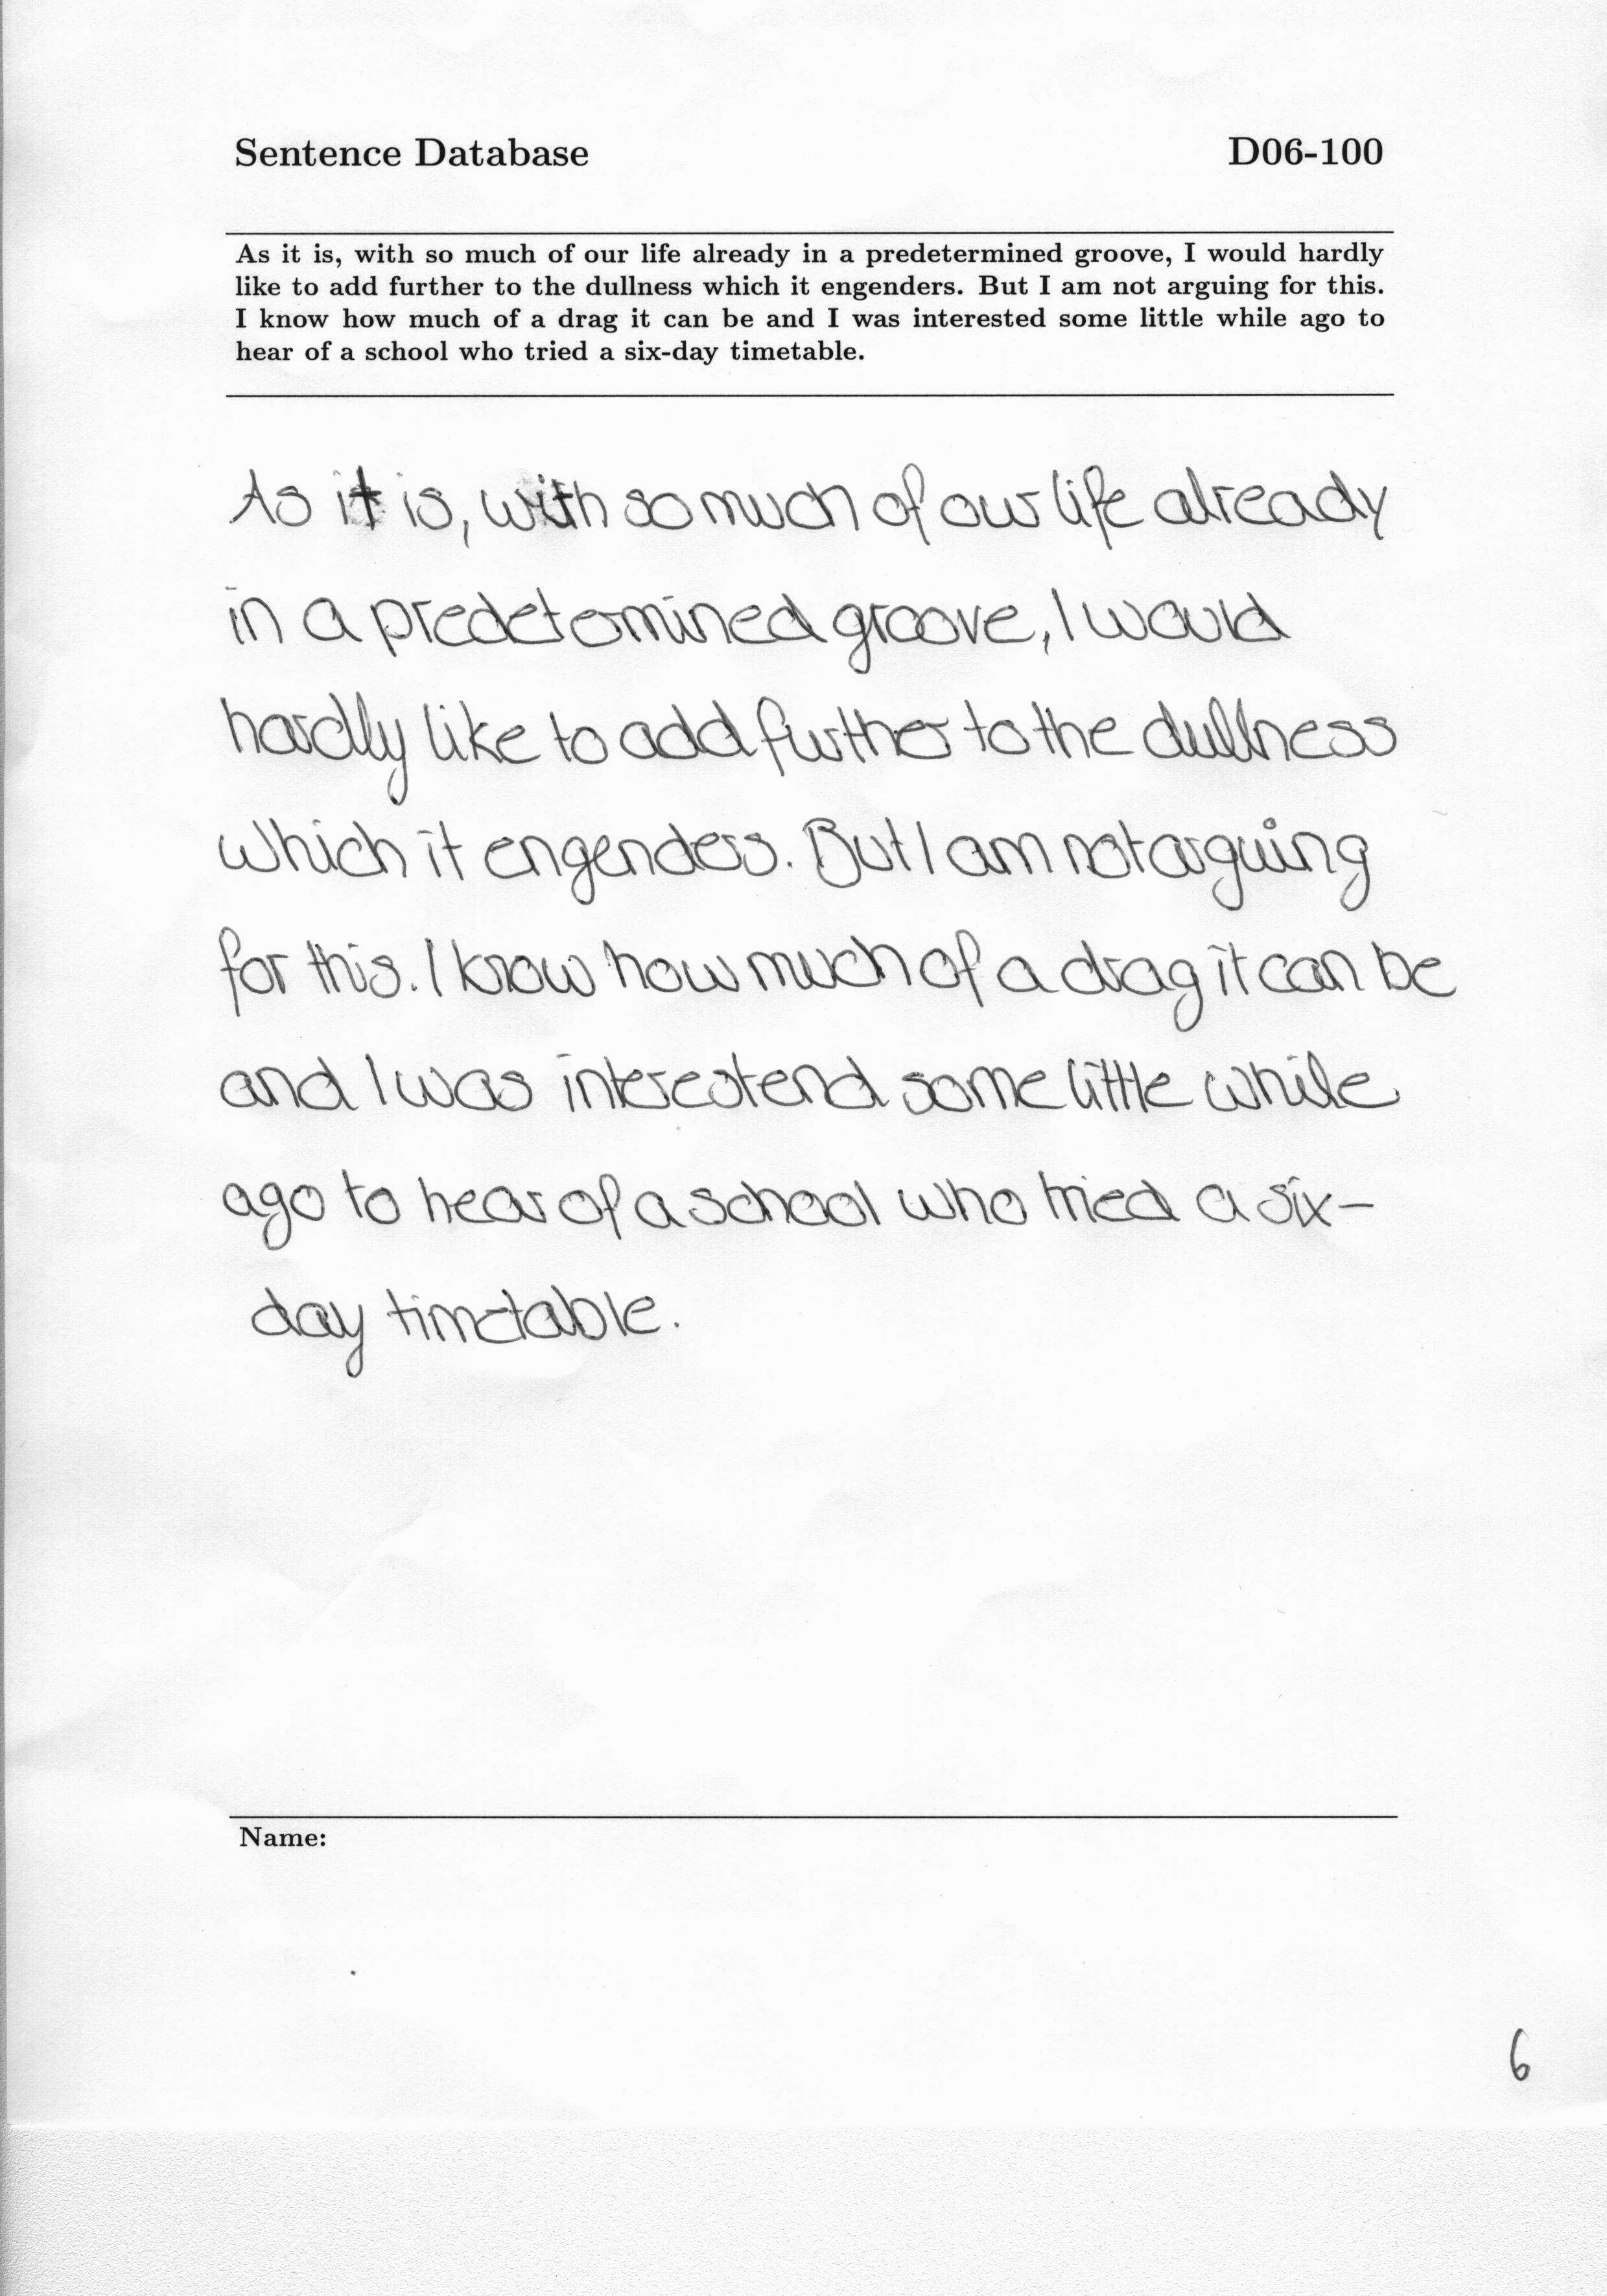 Sentence Database D06-100
As it is, with so much of our life already in a predetermined groove, I would hardly
like to add further to the dullness which it engenders. But I am not arguing for this.
I know how much of a drag it can be and I was interested some little while ago to
hear of a school who tried a six-day timetable.
As it is, with so much of our life already
in a predetermined groove, I would
hardly like to add further to the dullness
which it engenders. But I am not arguing
for this. I know how much of a drag it can be
and I was interestend some little while
ago to hear of a school who tried a six-
day timetable.
Name:
6